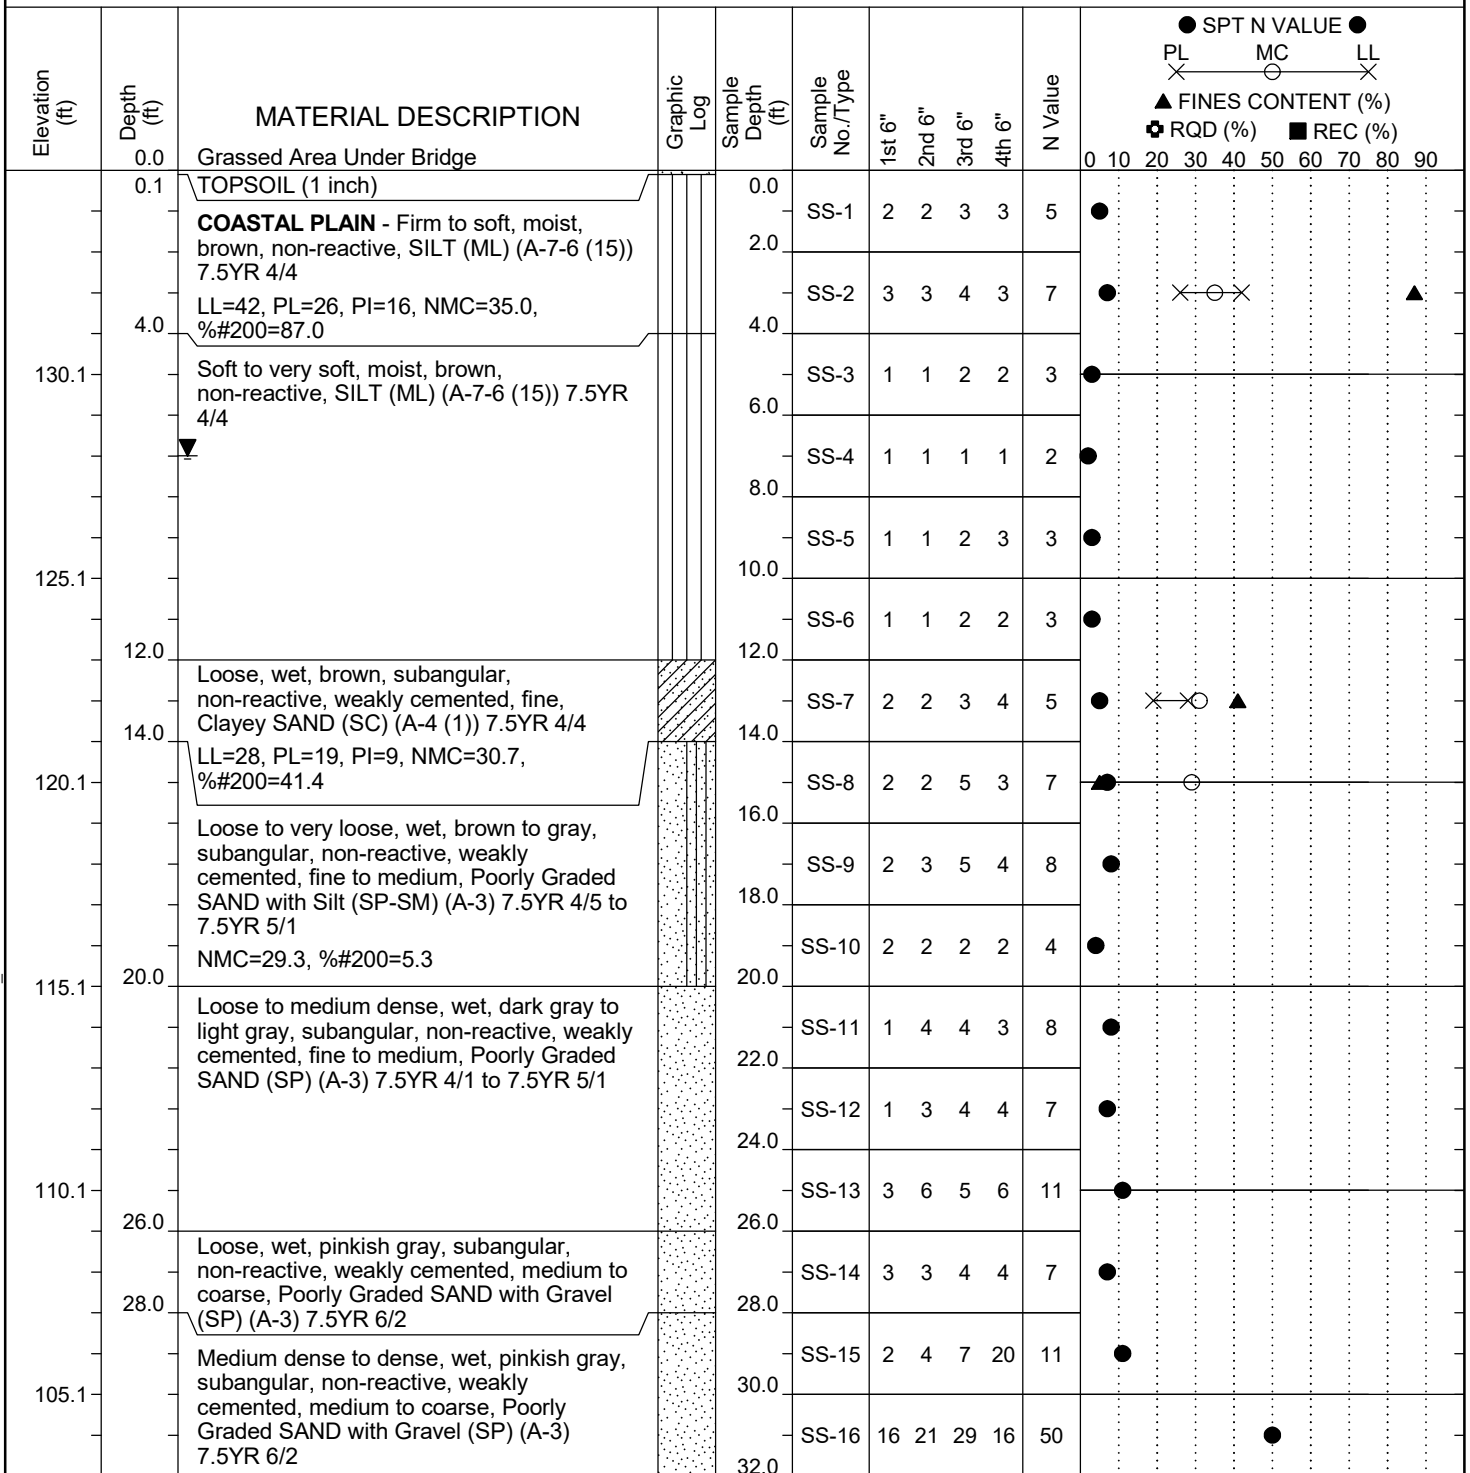 ● SPT N VALUE ●
PL MC LL
▲ FINES CONTENT (%)
RQD (%) ■ REC (%)
Elevation (ft)
Depth (ft)
MATERIAL DESCRIPTION
Graphic Log
Sample Depth (ft)
Sample No./Type
1st 6"
2nd 6"
3rd 6"
4th 6"
N Value
0.0 Grassed Area Under Bridge
0 10 20 30 40 50 60 70 80 90
0.1 TOPSOIL (1 inch) 0.0
SS-1 2 2 3 3 5
COASTAL PLAIN - Firm to soft, moist,
brown, non-reactive, SILT (ML) (A-7-6 (15)) 2.0
7.5YR 4/4
SS-2 3 3 4 3 7
LL=42, PL=26, PI=16, NMC=35.0,
4.0 %#200=87.0 4.0
130.1 Soft to very soft, moist, brown, SS-3 1 1 2 2 3
non-reactive, SILT (ML) (A-7-6 (15)) 7.5YR
4/4 6.0
SS-4 1 1 1 1 2
8.0
SS-5 1 1 2 3 3
125.1 10.0
SS-6 1 1 2 2 3
12.0 12.0
Loose, wet, brown, subangular,
non-reactive, weakly cemented, fine, SS-7 2 2 3 4 5
Clayey SAND (SC) (A-4 (1)) 7.5YR 4/4
14.0 14.0
LL=28, PL=19, PI=9, NMC=30.7,
120.1 %#200=41.4 SS-8 2 2 5 3 7
16.0
Loose to very loose, wet, brown to gray,
subangular, non-reactive, weakly
cemented, fine to medium, Poorly Graded SS-9 2 3 5 4 8
SAND with Silt (SP-SM) (A-3) 7.5YR 4/5 to 18.0
7.5YR 5/1
SS-10 2 2 2 2 4
NMC=29.3, %#200=5.3
115.1 20.0 20.0
Loose to medium dense, wet, dark gray to
light gray, subangular, non-reactive, weakly SS-11 1 4 4 3 8
cemented, fine to medium, Poorly Graded 22.0
SAND (SP) (A-3) 7.5YR 4/1 to 7.5YR 5/1
SS-12 1 3 4 4 7
24.0
110.1 SS-13 3 6 5 6 11
26.0 26.0
Loose, wet, pinkish gray, subangular,
non-reactive, weakly cemented, medium to SS-14 3 3 4 4 7
coarse, Poorly Graded SAND with Gravel
28.0 (SP) (A-3) 7.5YR 6/2 28.0
Medium dense to dense, wet, pinkish gray, SS-15 2 4 7 20 11
subangular, non-reactive, weakly 30.0
105.1 cemented, medium to coarse, Poorly
Graded SAND with Gravel (SP) (A-3) SS-16 16 21 29 16 50
7.5YR 6/2
32.0